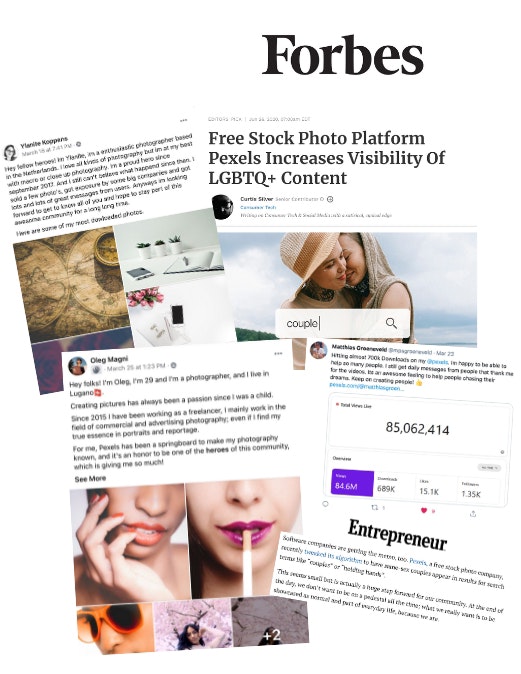 Forbes
EDITORS' PICK
Free Stock Photo Platform
Pexels Increases Visibility Of
LGBTQ+ Content
Curtis Silver Senior Contributor
Consumer Tech
Writing on Consumer Tech & Social Media with a satirical, cynical edge.
couple
Ylanite Koppens
March 18 at 7:41 PM
Hey fellow heroes! Im Ylanite, im a enthusiastic photographer based
in the Netherlands. I love all kinds of photography but im at my best
with macro or close up photography. Im a proud hero since
september 2017. And I still can't believe what happened since than. I
sold a few photo's, got exposure by some big companies and got
lots and lots of great messages from users. Anyways im looking
forward to get to know all of you and hope to stay part of this
awesome community for a long long time.
Here are some of my most dowloaded photos.
Oleg Magni
March 25 at 1:23 PM
Hey folks! I'm Oleg, I'm 29 and I'm a photographer, and I live in
Lugano
Creating pictures has always been a passion since I was a child.
Since 2015 I have been working as a freelancer, I mainly work in the
field of commercial and advertising photography; even if I find my
true essence in portraits and reportage.
For me, Pexels has been a springboard to make my photography
known, and it's an honor to be one of the heroes of this community,
which is giving me so much!
See More
+2
Matthias Groeneveld @mpgroeneveld · Mar 23
Hitting almost 700k Downloads on my @pexels. Im happy to be able to
help as many people. I still get daily messages from people that thank me
for the videos. Its an awesome feeling to help people chasing their
dreams. Keep on creating people!
pexels.com/@matthiasgroen...
Total Views List
85,062,414
Overview
Views
84.6M
Downloads
689K
Likes
15.1K
Followers
1.35K
Entrepreneur
Software companies are getting the memo, too. Pexels, a free stock photo company,
recently tweaked its algorithm to have same-sex couples appear in results for search
terms like "couples" or "holding hands".
This seems small but is actually a huge step forward for our community. At the end of
the day, we don't want to be on a pedestal all the time; what we really want is to be
showcased as normal and part of everyday life, because we are.